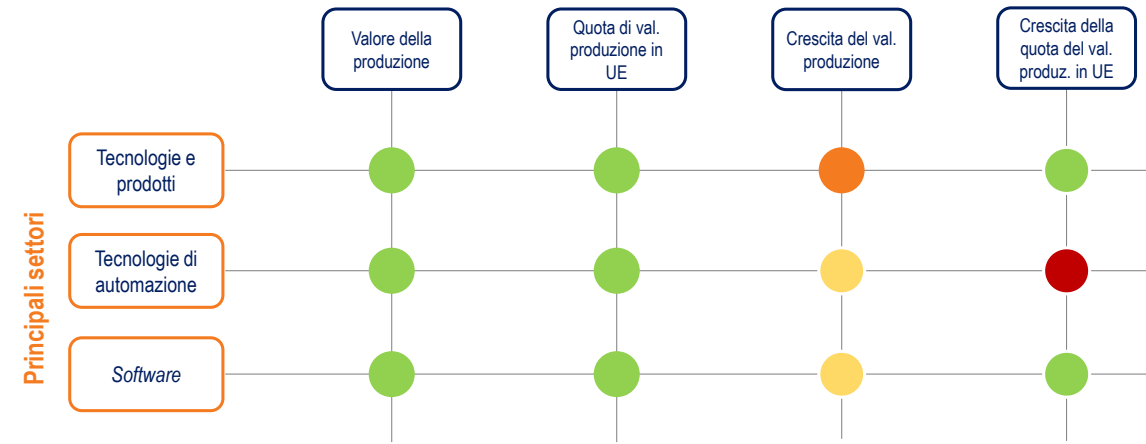 Valore della
produzione
Quota di val.
produzione in
UE
Crescita del val.
produzione
Crescita della
quota del val.
produz. in UE
Principali settori
Tecnologie e
prodotti
Tecnologie di
automazione
Software